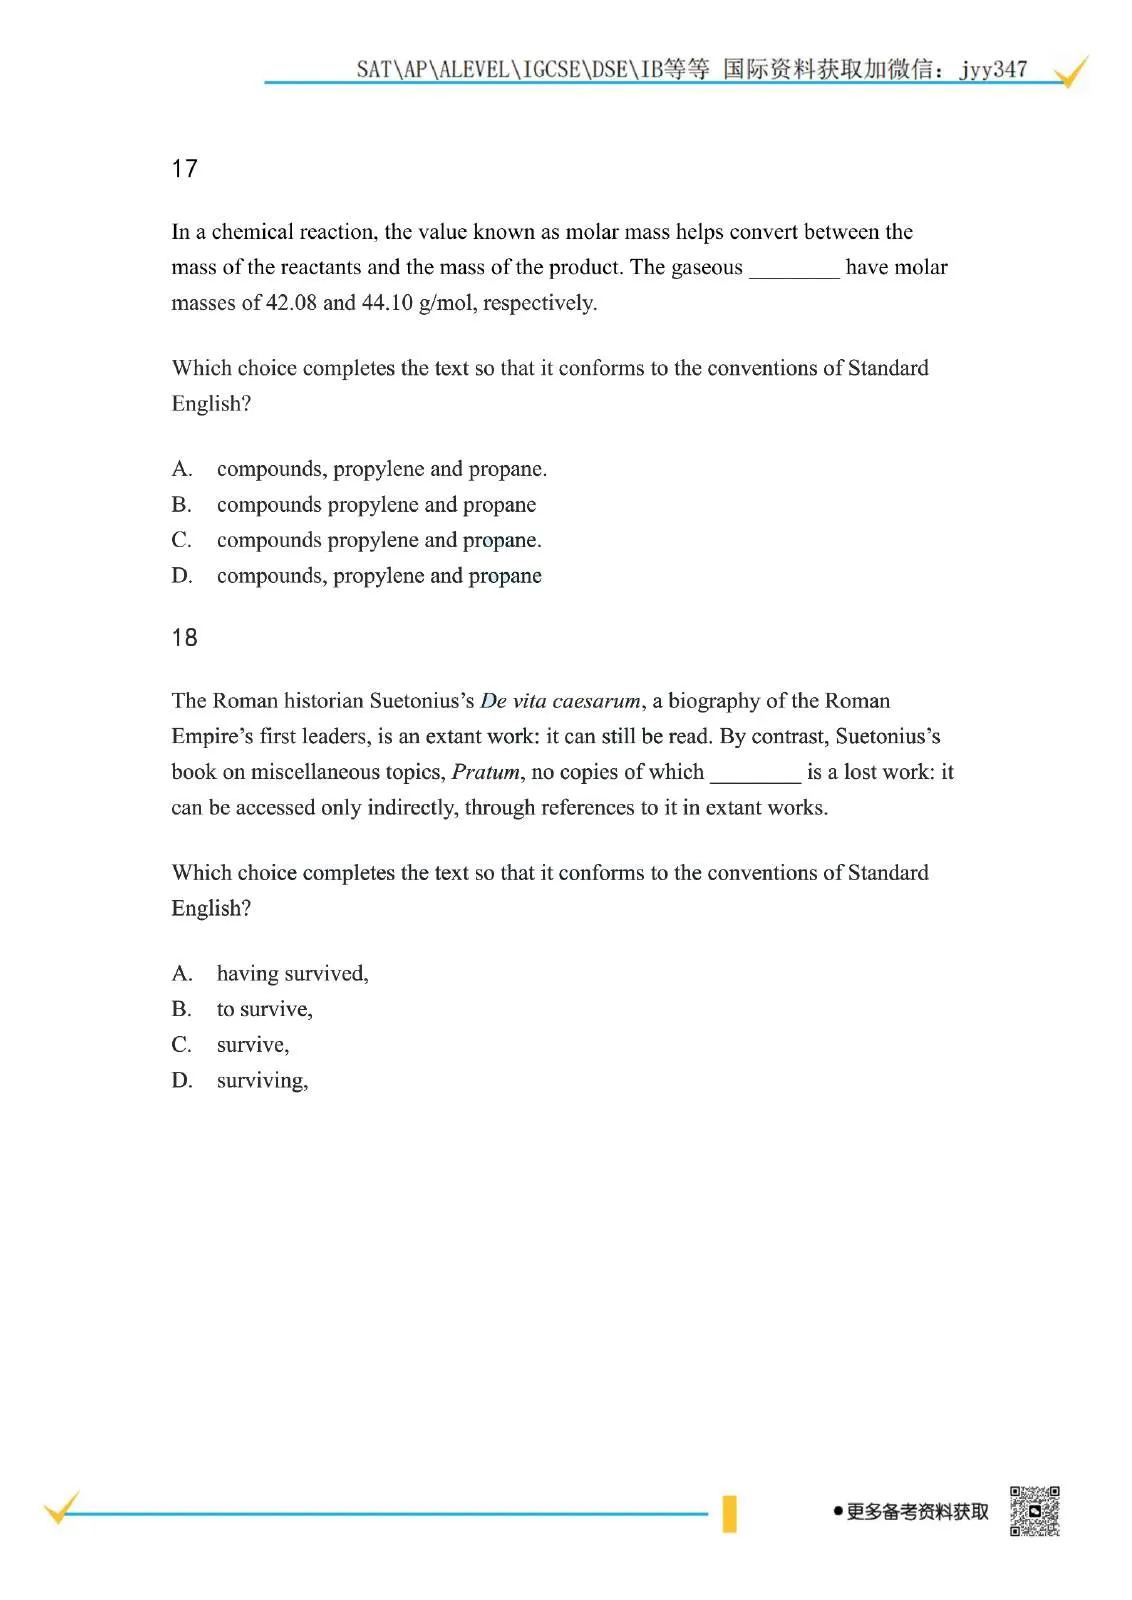 SAT\AP\ALEVEL\IGCSE\DSE\IB等等 国际资料获取加微信：jyy347
17
In a chemical reaction, the value known as molar mass helps convert between the
mass of the reactants and the mass of the product. The gaseous ________ have molar
masses of 42.08 and 44.10 g/mol, respectively.
Which choice completes the text so that it conforms to the conventions of Standard
English?
A. compounds, propylene and propane.
B. compounds propylene and propane
C. compounds propylene and propane.
D. compounds, propylene and propane
18
The Roman historian Suetonius’s De vita caesarum, a biography of the Roman
Empire’s first leaders, is an extant work: it can still be read. By contrast, Suetonius’s
book on miscellaneous topics, Pratum, no copies of which ________ is a lost work: it
can be accessed only indirectly, through references to it in extant works.
Which choice completes the text so that it conforms to the conventions of Standard
English?
A. having survived,
B. to survive,
C. survive,
D. surviving,
●更多备考资料获取